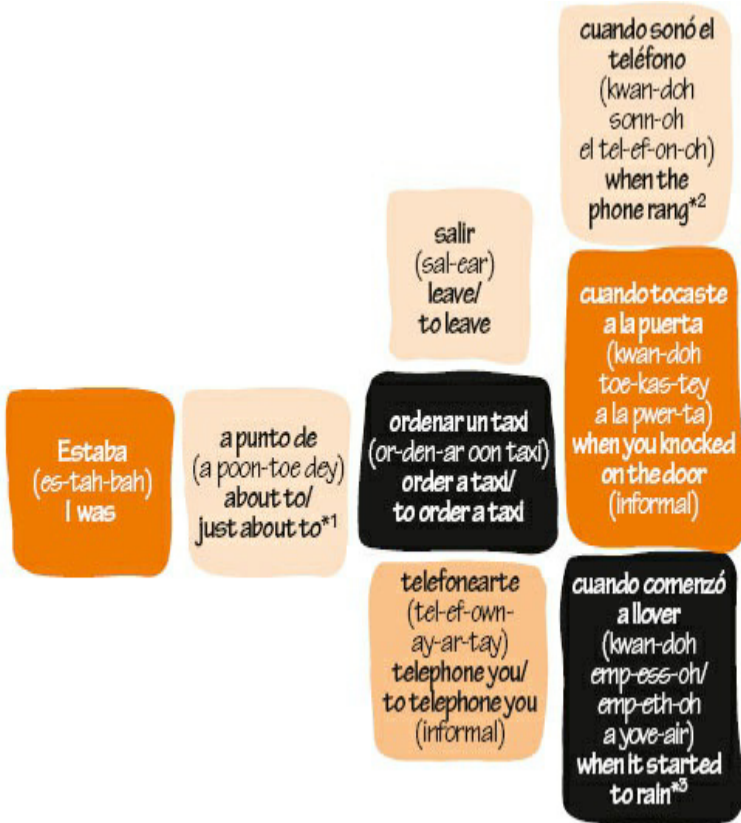 Estaba
(es-tah-bah)
I was
a punto de
(a poon-toe dey)
about to/
just about to*1
salir
(sal-ear)
leave/
to leave
ordenar un taxi
(or-den-ar oon taxi)
order a taxi/
to order a taxi
telefonearte
(tel-ef-own-
ay-ar-tay)
telephone you/
to telephone you
(informal)
cuando sonó el
teléfono
(kwan-doh
sonn-oh
el tel-ef-on-oh)
when the
phone rang*2
cuando tocaste
a la puerta
(kwan-doh
toe-kas-tey
a la pwer-ta)
when you knocked
on the door
(informal)
cuando comenzó
a llover
(kwan-doh
emp-ess-oh/
emp-eth-oh
a yove-air)
when it started
to rain*3